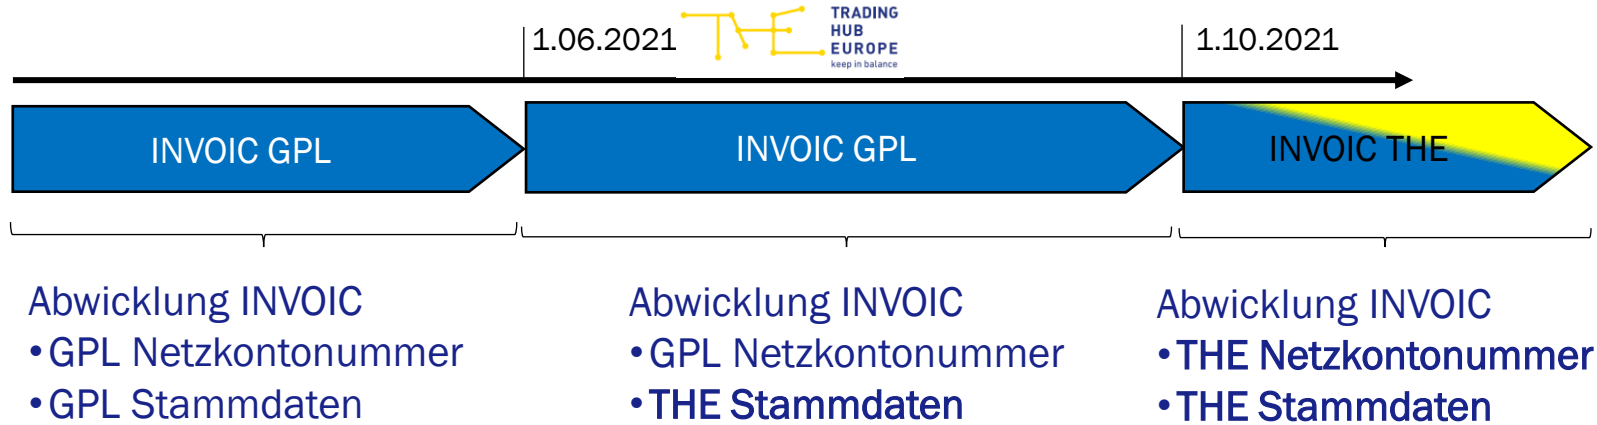 1.06.2021
THE
TRADING
HUB
EUROPE
keep in balance
1.10.2021
INVOIC GPL
INVOIC GPL
INVOIC THE
Abwicklung INVOIC
•GPL Netzkontonummer
•GPL Stammdaten
Abwicklung INVOIC
•GPL Netzkontonummer
•THE Stammdaten
Abwicklung INVOIC
•THE Netzkontonummer
•THE Stammdaten